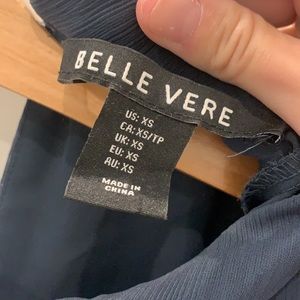 BELLE VERE
US: XS
CA: XS/TP
UK: XS
EU: XS
AU: XS
MADE IN
CHINA